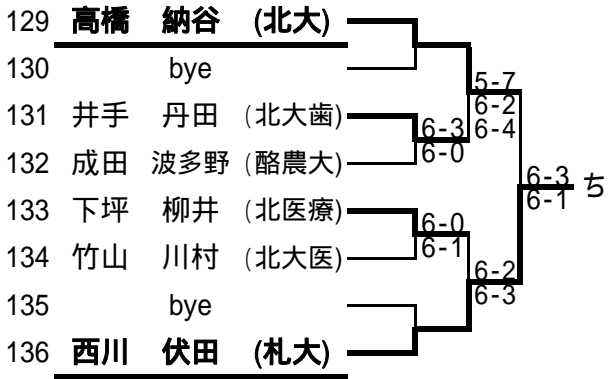 129 高橋 納谷 (北大)
130 bye
131 井手 丹田 (北大歯)
132 成田 波多野 (酪農大)
133 下坪 柳井 (北医療)
134 竹山 川村 (北大医)
135 bye
136 西川 伏田 (札大)
6-3
6-0
6-0
6-1
5-7
6-2
6-4
6-2
6-3
6-3
6-1
ち